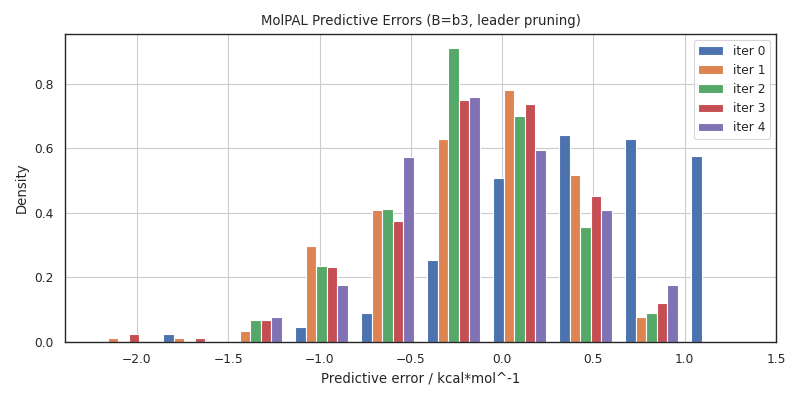 MolPAL Predictive Errors (B=b3, leader pruning)
iter 0
iter 1
iter 2
iter 3
iter 4
Density
0.8
0.6
0.4
0.2
0.0
−2.0 −1.5 −1.0 −0.5 0.0 0.5 1.0 1.5
Predictive error / kcal*mol^-1